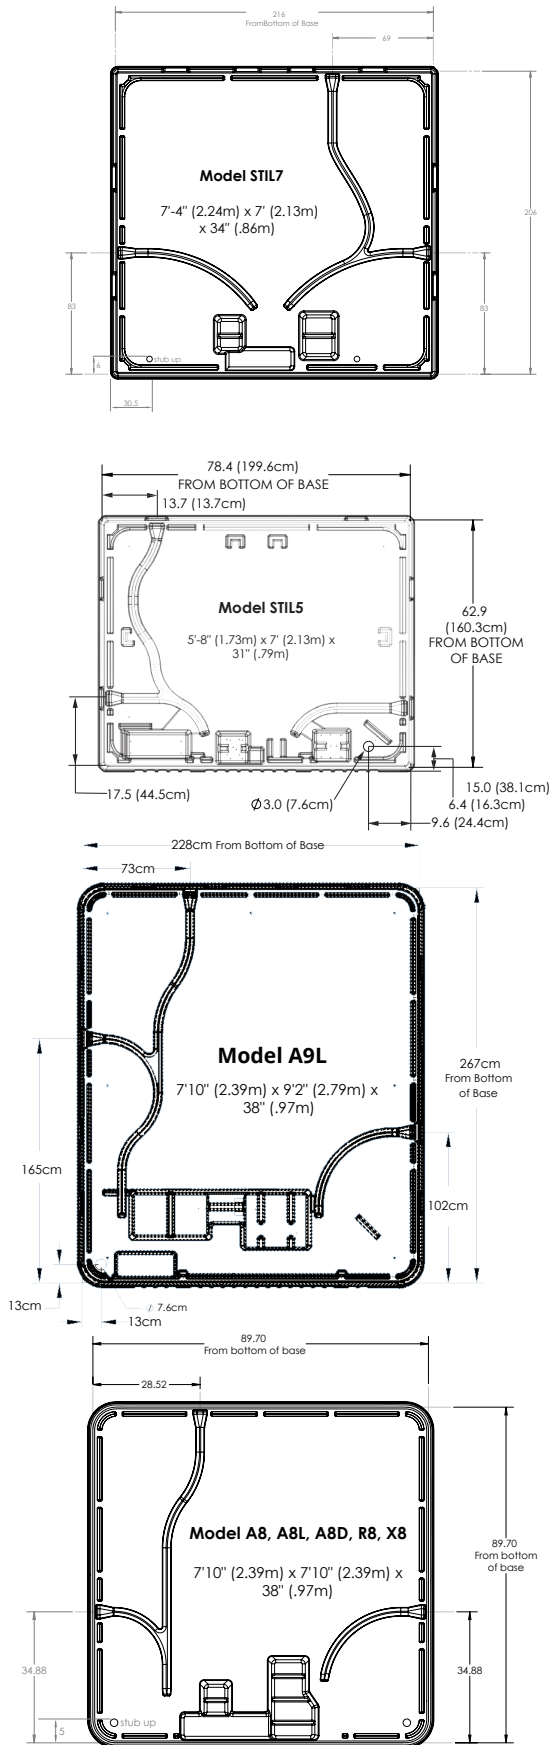 216
FromBottom of Base
69
Model STIL7
7'-4" (2.24m) x 7' (2.13m)
x 34" (.86m)
206
83
83
stub up
6
30.5
78.4 (199.6cm)
FROM BOTTOM OF BASE
13.7 (13.7cm)
Model STIL5
5'-8" (1.73m) x 7' (2.13m) x
31" (.79m)
62.9
(160.3cm)
FROM BOTTOM
OF BASE
17.5 (44.5cm)
Ø3.0 (7.6cm)
15.0 (38.1cm)
6.4 (16.3cm)
9.6 (24.4cm)
228cm From Bottom of Base
73cm
Model A9L
7'10" (2.39m) x 9'2" (2.79m) x
38" (.97m)
267cm
From Bottom
of Base
165cm
102cm
13cm
7.6cm
13cm
89.70
From bottom of base
28.52
Model A8, A8L, A8D, R8, X8
7'10" (2.39m) x 7'10" (2.39m) x
38" (.97m)
89.70
From bottom
of base
34.88
34.88
stub up
5